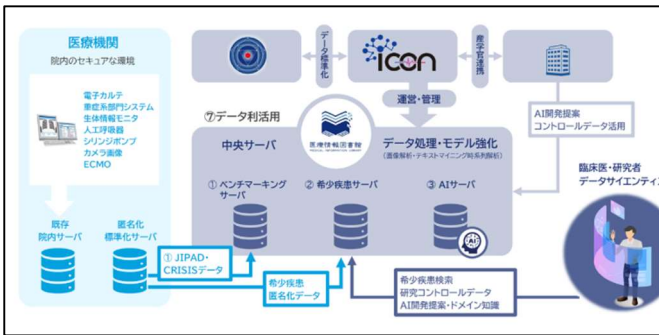 医療機関
院内のセキュアな環境
電子カルテ
重症系部門システム
生体情報モニタ
人工呼吸器
シリンジポンプ
カメラ画像
ECMO
既存
院内サーバ
匿名化
標準化サーバ
データ標準化
icon
産学官連携
運営・管理
AI開発提案
コントロールデータ活用
⑦データ利活用
中央サーバ
医療情報図書館
MEDICAL INFORMATION LIBRARY
データ処理・モデル強化
(画像解析・テキストマイニング時系列解析)
① ベンチマーキング
サーバ
② 希少疾患サーバ
③ AIサーバ
AI
臨床医・研究者
データサイエンティス
① JIPAD・
CRISISデータ
希少疾患
匿名化データ
希少疾患検索
研究コントロールデータ
AI開発提案・ドメイン知識